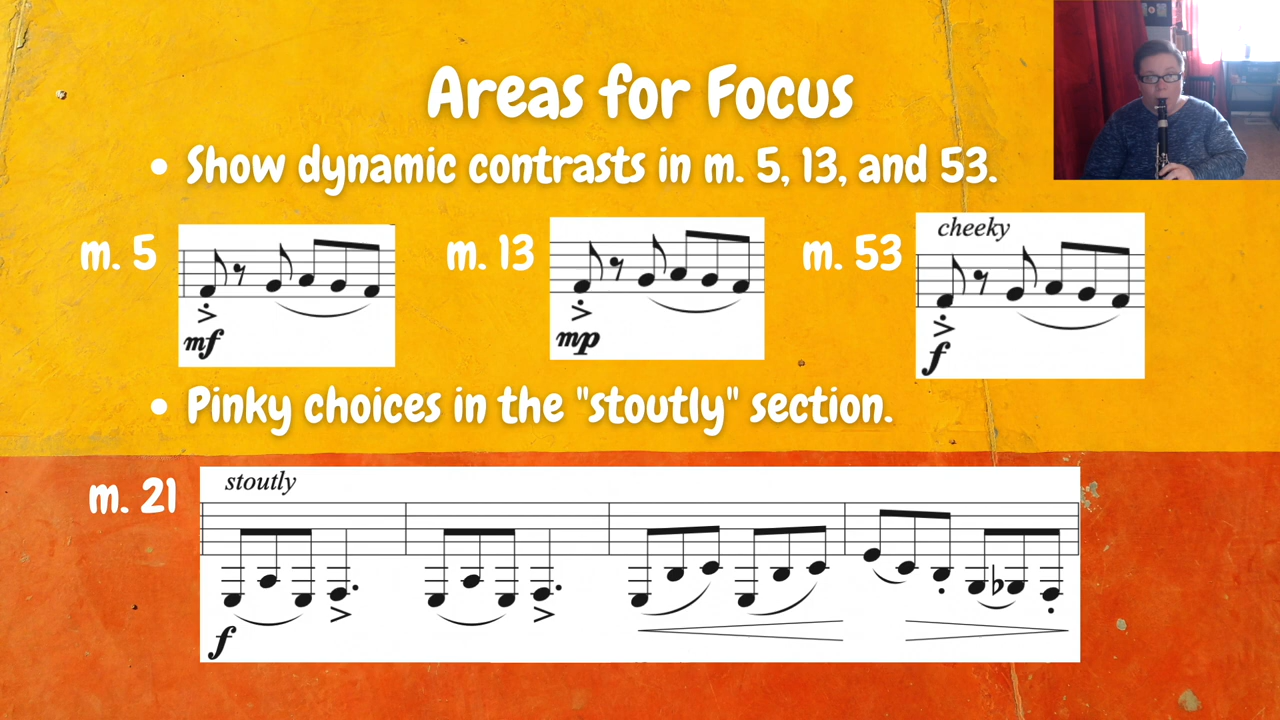 Areas for Focus
• Show dynamic contrasts in m. 5, 13, and 53.
m. 5
mf
m. 13
mp
m. 53
cheeky
f
• Pinky choices in the "stoutly" section.
m. 21
stoutly
f